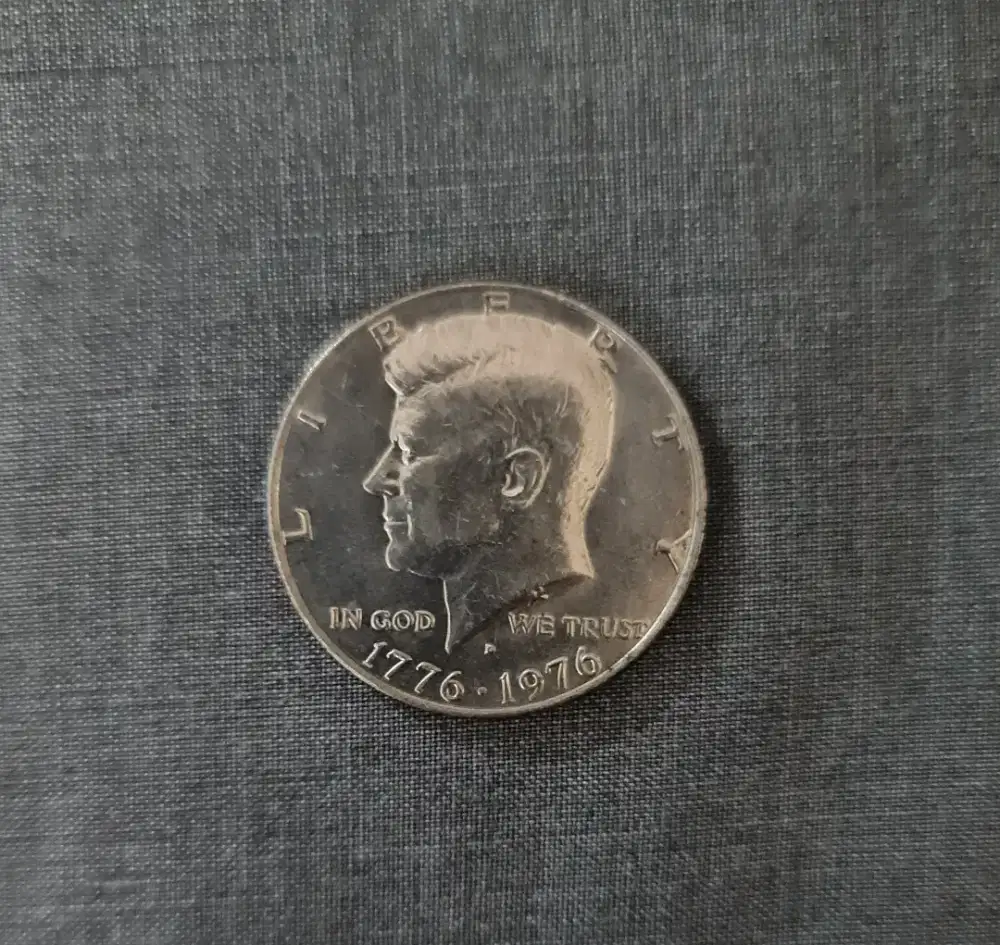 LIBERTY
IN GOD WE TRUST
D
1776 · 1976